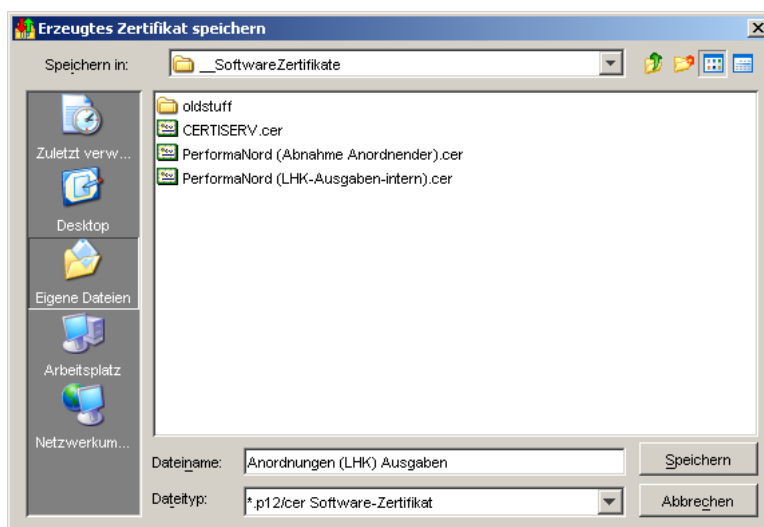 Erzeugtes Zertifikat speichern
Speichern in:
__SoftwareZertifikate
Zuletzt verw...
Desktop
Eigene Dateien
Arbeitsplatz
Netzwerkum...
oldstuff
CERTISERV.cer
PerformaNord (Abnahme Anordnender).cer
PerformaNord (LHK-Ausgaben-intern).cer
Dateiname:
Anordnungen (LHK) Ausgaben
Speichern
Dateityp:
*.p12/cer Software-Zertifikat
Abbrechen